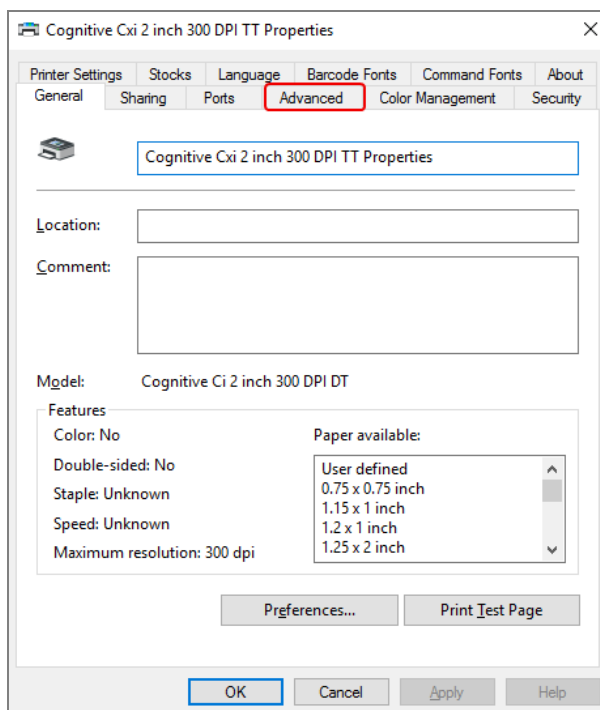 Cognitive Cxi 2 inch 300 DPI TT Properties
Printer Settings Stocks Language Barcode Fonts Command Fonts About
General Sharing Ports Advanced Color Management Security
Cognitive Cxi 2 inch 300 DPI TT Properties
Location:
Comment:
Model: Cognitive Ci 2 inch 300 DPI DT
Features
Color: No Paper available:
Double-sided: No User defined
Staple: Unknown 0.75 x 0.75 inch
Speed: Unknown 1.15 x 1 inch
Maximum resolution: 300 dpi 1.2 x 1 inch
1.25 x 2 inch
Preferences... Print Test Page
OK Cancel Apply Help